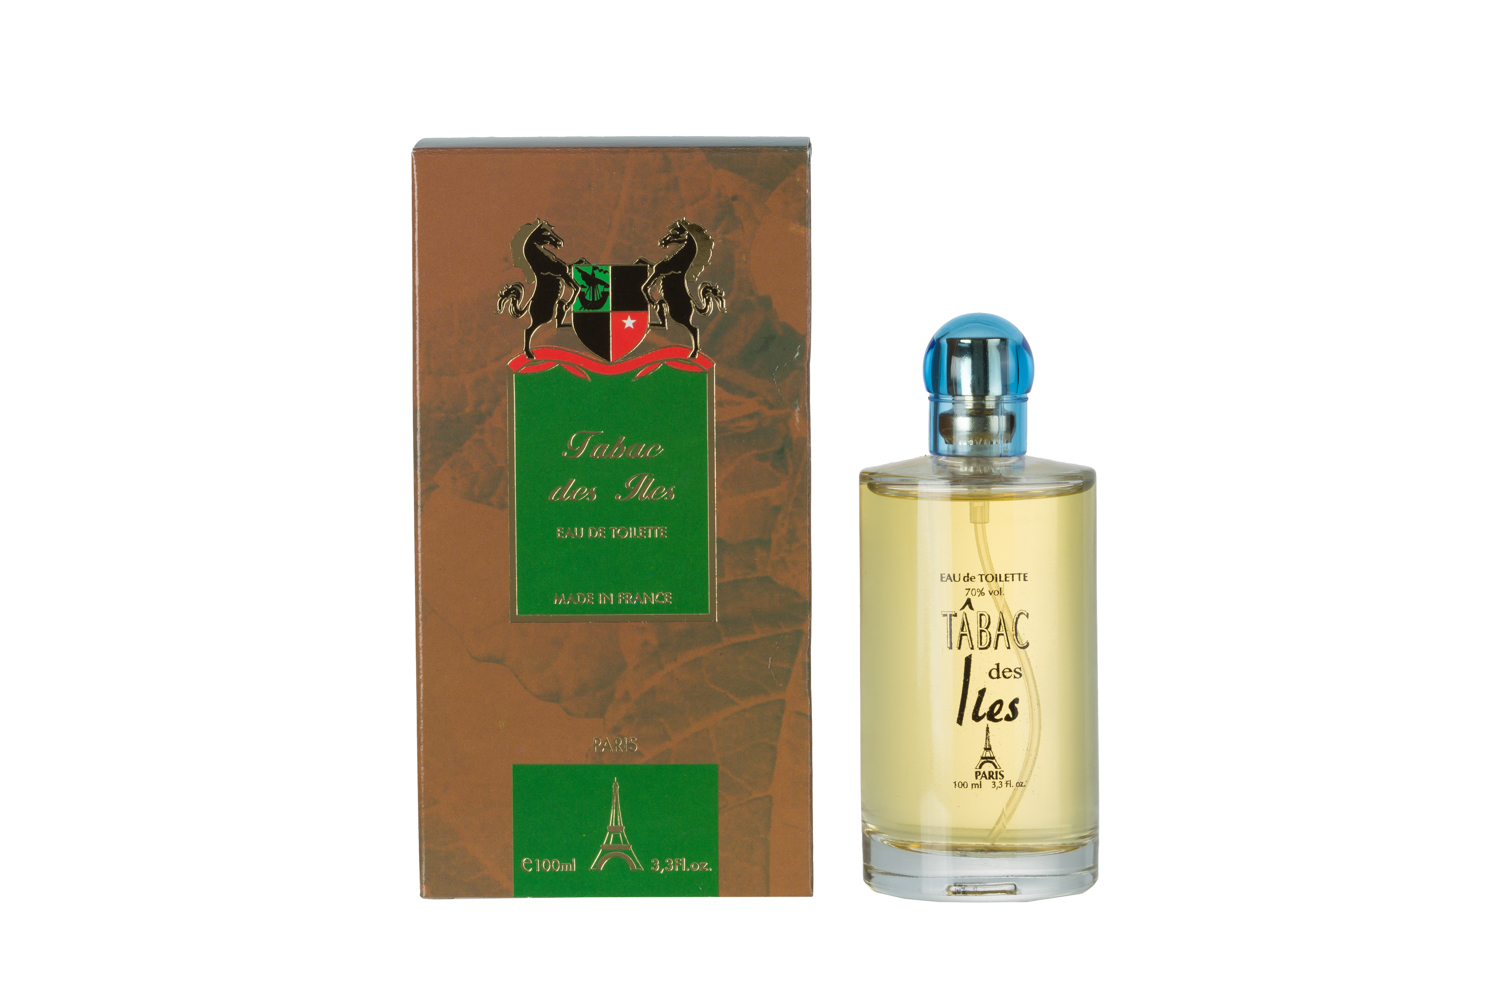 Tabac
des Iles
EAU DE TOILETTE
MADE IN FRANCE
PARIS
e100ml 3,3Fl.oz.
EAU de TOILETTE
70% vol.
TÂBAC
des
Iles
PARIS
100 ml 3,3 fl. oz.